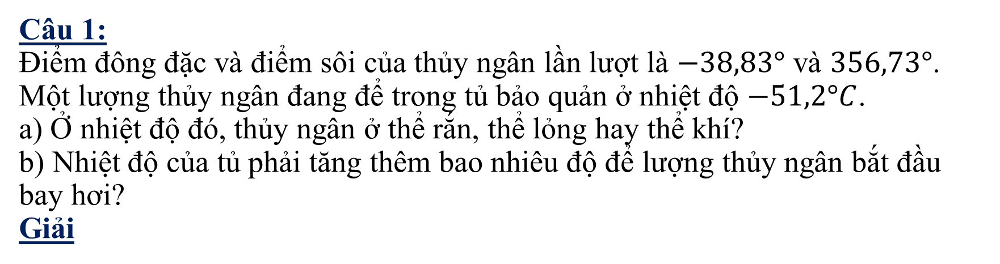 Câu 1:
Điểm đông đặc và điểm sôi của thủy ngân lần lượt là −38,83° và 356,73°.
Một lượng thủy ngân đang để trong tủ bảo quản ở nhiệt độ −51,2°C.
a) Ở nhiệt độ đó, thủy ngân ở thể rắn, thể lỏng hay thể khí?
b) Nhiệt độ của tủ phải tăng thêm bao nhiêu độ để lượng thủy ngân bắt đầu
bay hơi?
Giải